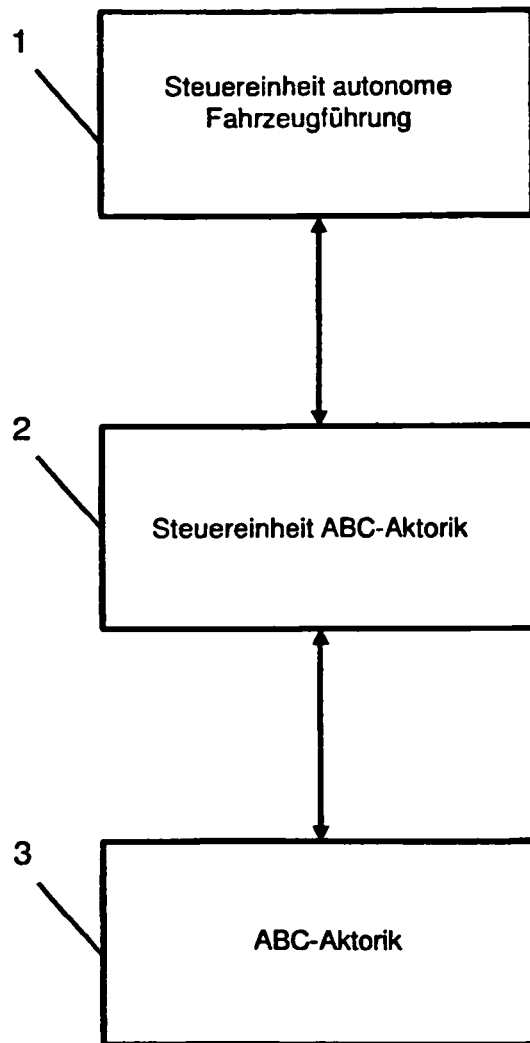 1
Steuereinheit autonome
Fahrzeugführung
2
Steuereinheit ABC-Aktorik
3
ABC-Aktorik